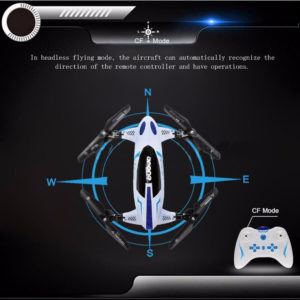 CF Mode
In headless flying mode, the aircraft can automatically recognize the
direction of the remote controller and have operations.
N
W
E
S
CF Mode